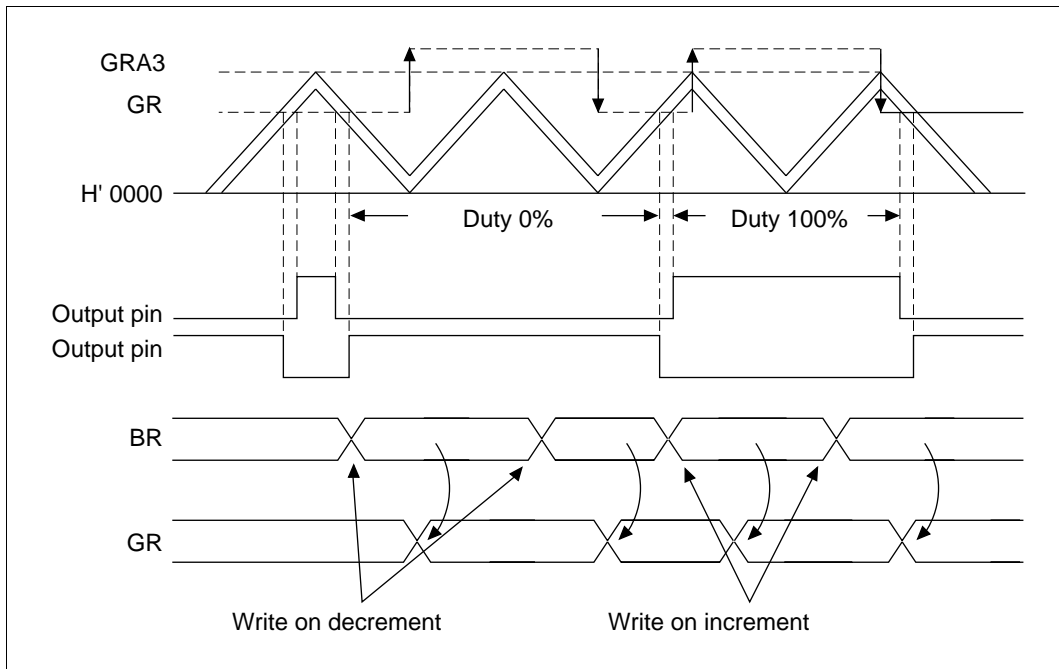 GRA3
GR
H' 0000
Duty 0%
Duty 100%
Output pin
Output pin
BR
GR
Write on decrement
Write on increment